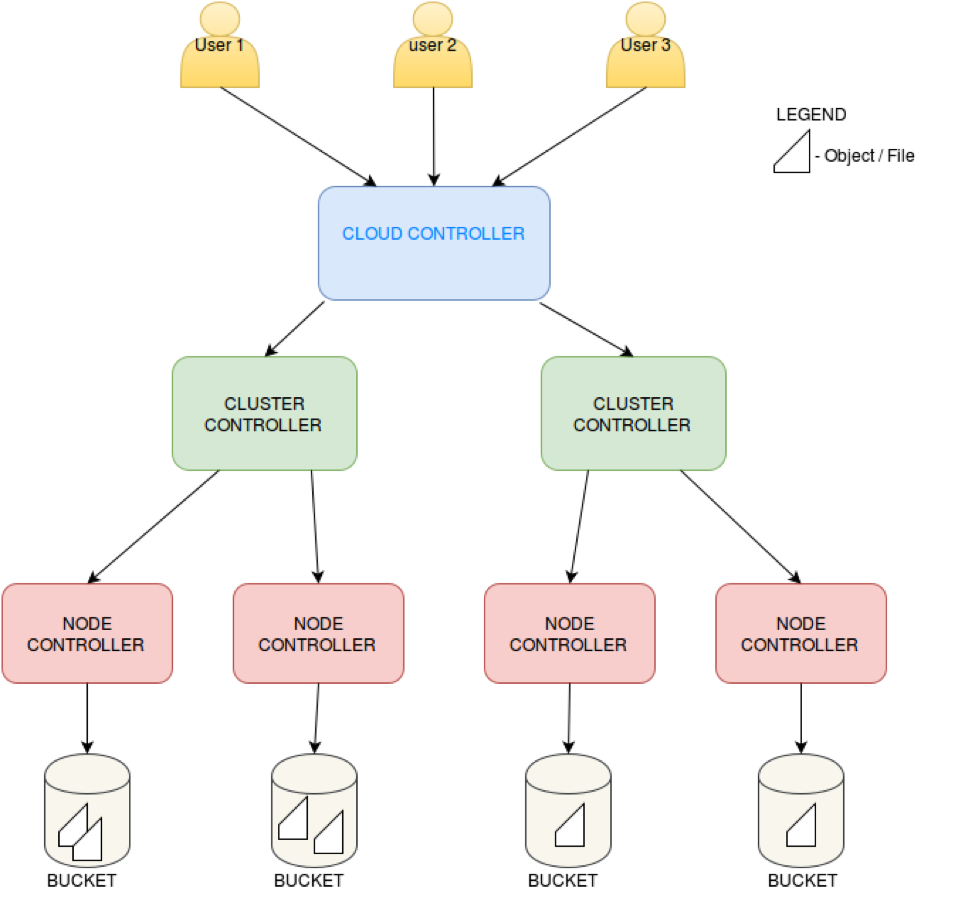 User 1
user 2
User 3
LEGEND
- Object / File
CLOUD CONTROLLER
CLUSTER
CONTROLLER
CLUSTER
CONTROLLER
NODE
CONTROLLER
NODE
CONTROLLER
NODE
CONTROLLER
NODE
CONTROLLER
BUCKET
BUCKET
BUCKET
BUCKET